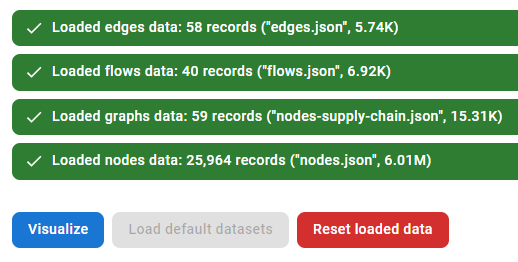 Loaded edges data: 58 records ("edges.json", 5.74K)
Loaded flows data: 40 records ("flows.json", 6.92K)
Loaded graphs data: 59 records ("nodes-supply-chain.json", 15.31K)
Loaded nodes data: 25,964 records ("nodes.json", 6.01M)
Visualize Load default datasets Reset loaded data